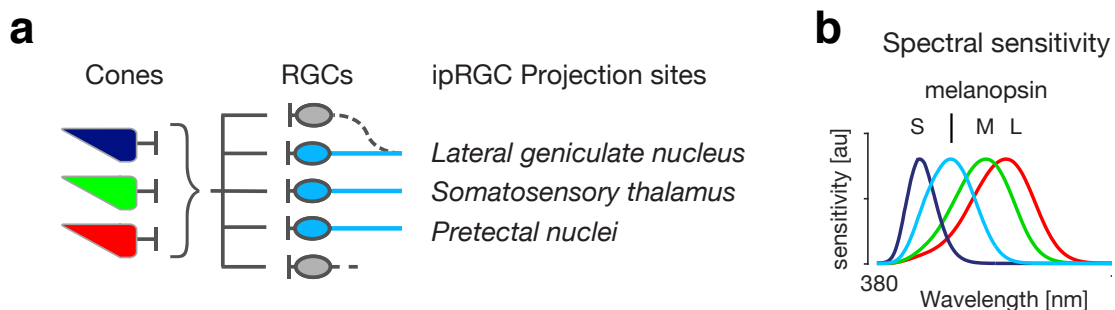 a
Cones
RGCs
ipRGC Projection sites
Lateral geniculate nucleus
Somatosensory thalamus
Pretectal nuclei
b
Spectral sensitivity
melanopsin
S
M
L
sensitivity [au]
380
Wavelength [nm]